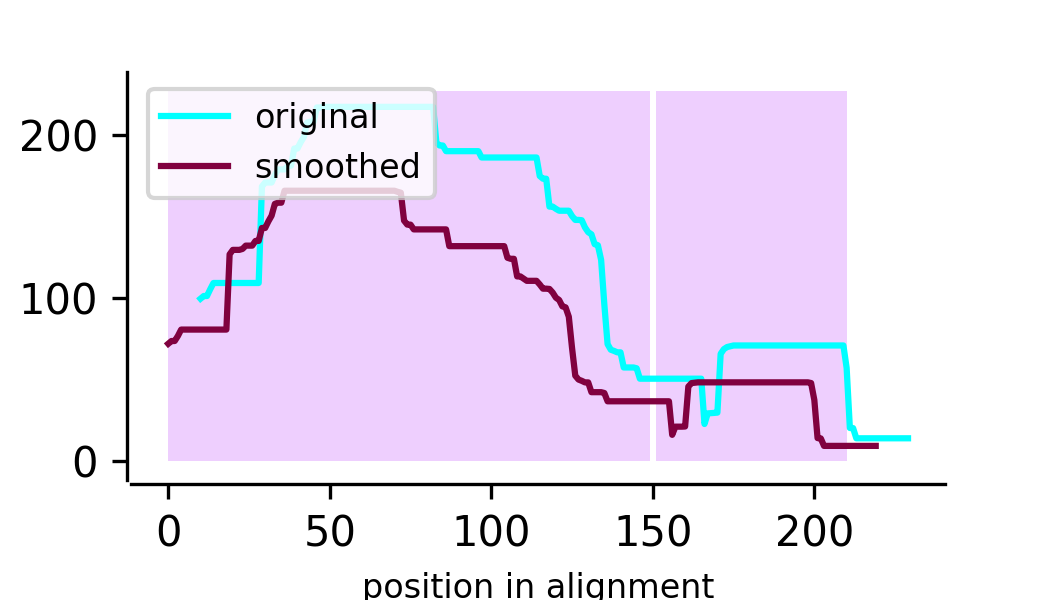 original
smoothed
200
100
0
0 50 100 150 200
position in alignment